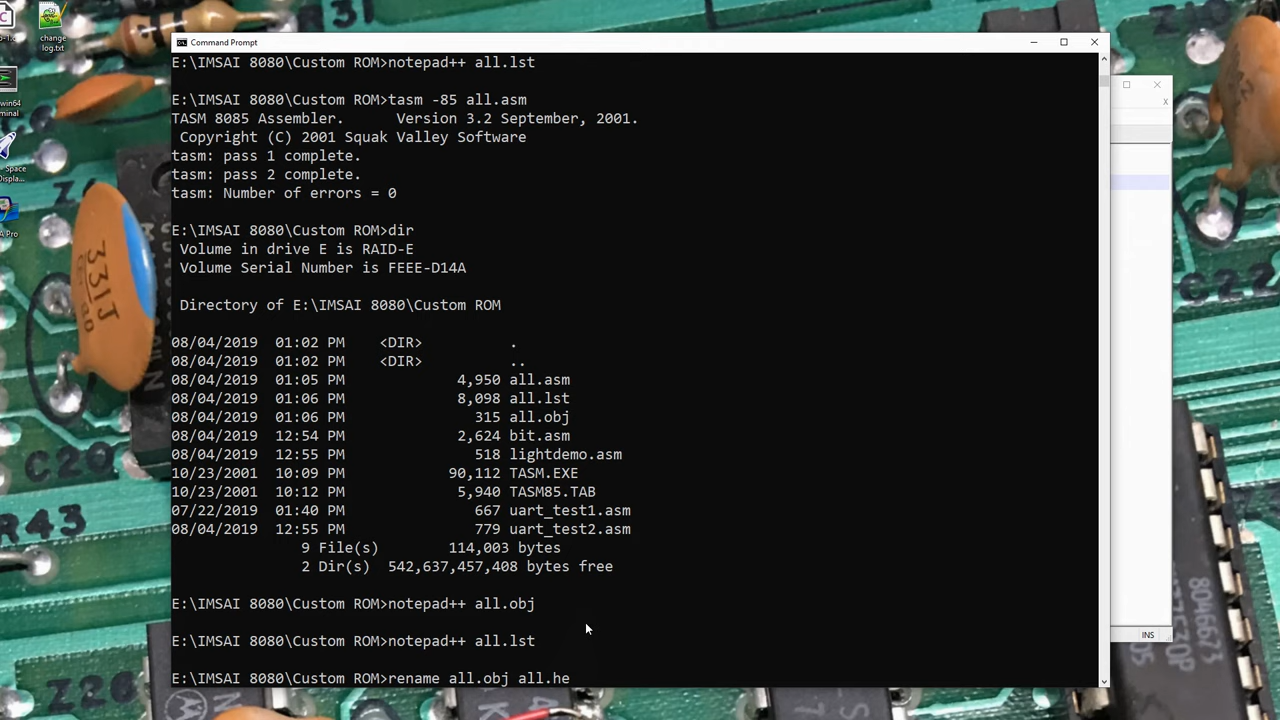 change
log.txt
Command Prompt
E:\IMSAI 8080\Custom ROM>notepad++ all.lst
E:\IMSAI 8080\Custom ROM>tasm -85 all.asm
TASM 8085 Assembler.      Version 3.2 September, 2001.
Copyright (C) 2001 Squak Valley Software
tasm: pass 1 complete.
tasm: pass 2 complete.
tasm: Number of errors = 0
E:\IMSAI 8080\Custom ROM>dir
Volume in drive E is RAID-E
Volume Serial Number is FEEE-D14A
Directory of E:\IMSAI 8080\Custom ROM
08/04/2019  01:02 PM    <DIR>          .
08/04/2019  01:02 PM    <DIR>          ..
08/04/2019  01:05 PM             4,950 all.asm
08/04/2019  01:06 PM             8,098 all.lst
08/04/2019  01:06 PM               315 all.obj
08/04/2019  12:54 PM             2,624 bit.asm
08/04/2019  12:55 PM               518 lightdemo.asm
10/23/2001  10:09 PM            90,112 TASM.EXE
10/23/2001  10:12 PM             5,940 TASM85.TAB
07/22/2019  01:40 PM               667 uart_test1.asm
08/04/2019  12:55 PM               779 uart_test2.asm
9 File(s)        114,003 bytes
2 Dir(s)  542,637,457,408 bytes free
E:\IMSAI 8080\Custom ROM>notepad++ all.obj
E:\IMSAI 8080\Custom ROM>notepad++ all.lst
E:\IMSAI 8080\Custom ROM>rename all.obj all.he
INS
win64
minal
Space
Displa...
A Pro
331J
C20
R43
Z26
C22
8046673